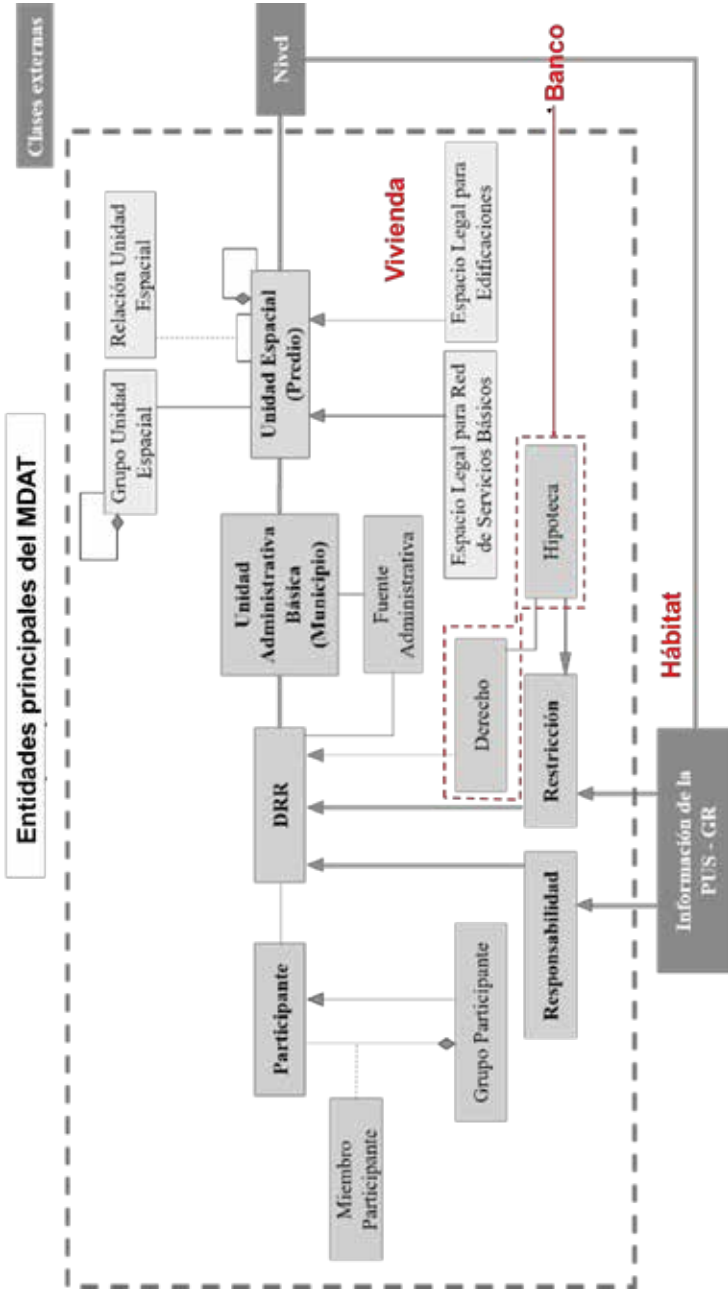 Entidades principales del MDAT
Clases externas
Grupo Unidad
Espacial
Relación Unidad
Espacial
Participante
DRR
Unidad
Administrativa
Básica
(Municipio)
Unidad Espacial
(Predio)
Nivel
Miembro
Participante
Fuente
Administrativa
Vivienda
Grupo Participante
Derecho
Espacio Legal para Red
de Servicios Básicos
Espacio Legal para
Edificaciones
Responsabilidad
Restricción
Hipoteca
Banco
Hábitat
Información de la
PUS - GR